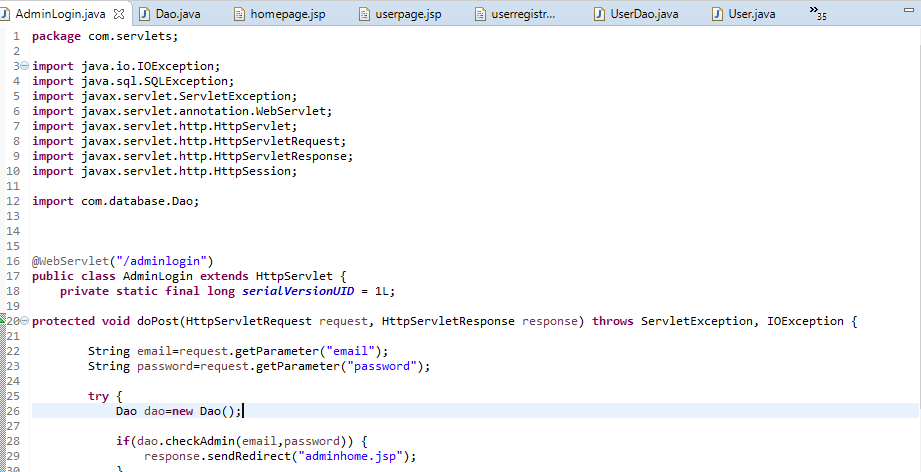 AdminLogin.java Dao.java homepage.jsp userpage.jsp userregistr... UserDao.java User.java »35
1 package com.servlets;
2
3 import java.io.IOException;
4 import java.sql.SQLException;
5 import javax.servlet.ServletException;
6 import javax.servlet.annotation.WebServlet;
7 import javax.servlet.http.HttpServlet;
8 import javax.servlet.http.HttpServletRequest;
9 import javax.servlet.http.HttpServletResponse;
10 import javax.servlet.http.HttpSession;
11
12 import com.database.Dao;
13
14
15
16 @WebServlet("/adminlogin")
17 public class AdminLogin extends HttpServlet {
18     private static final long serialVersionUID = 1L;
19
20 protected void doPost(HttpServletRequest request, HttpServletResponse response) throws ServletException, IOException {
21
22         String email=request.getParameter("email");
23         String password=request.getParameter("password");
24
25         try {
26             Dao dao=new Dao();
27
28             if(dao.checkAdmin(email,password)) {
29                 response.sendRedirect("adminhome.jsp");
30             }